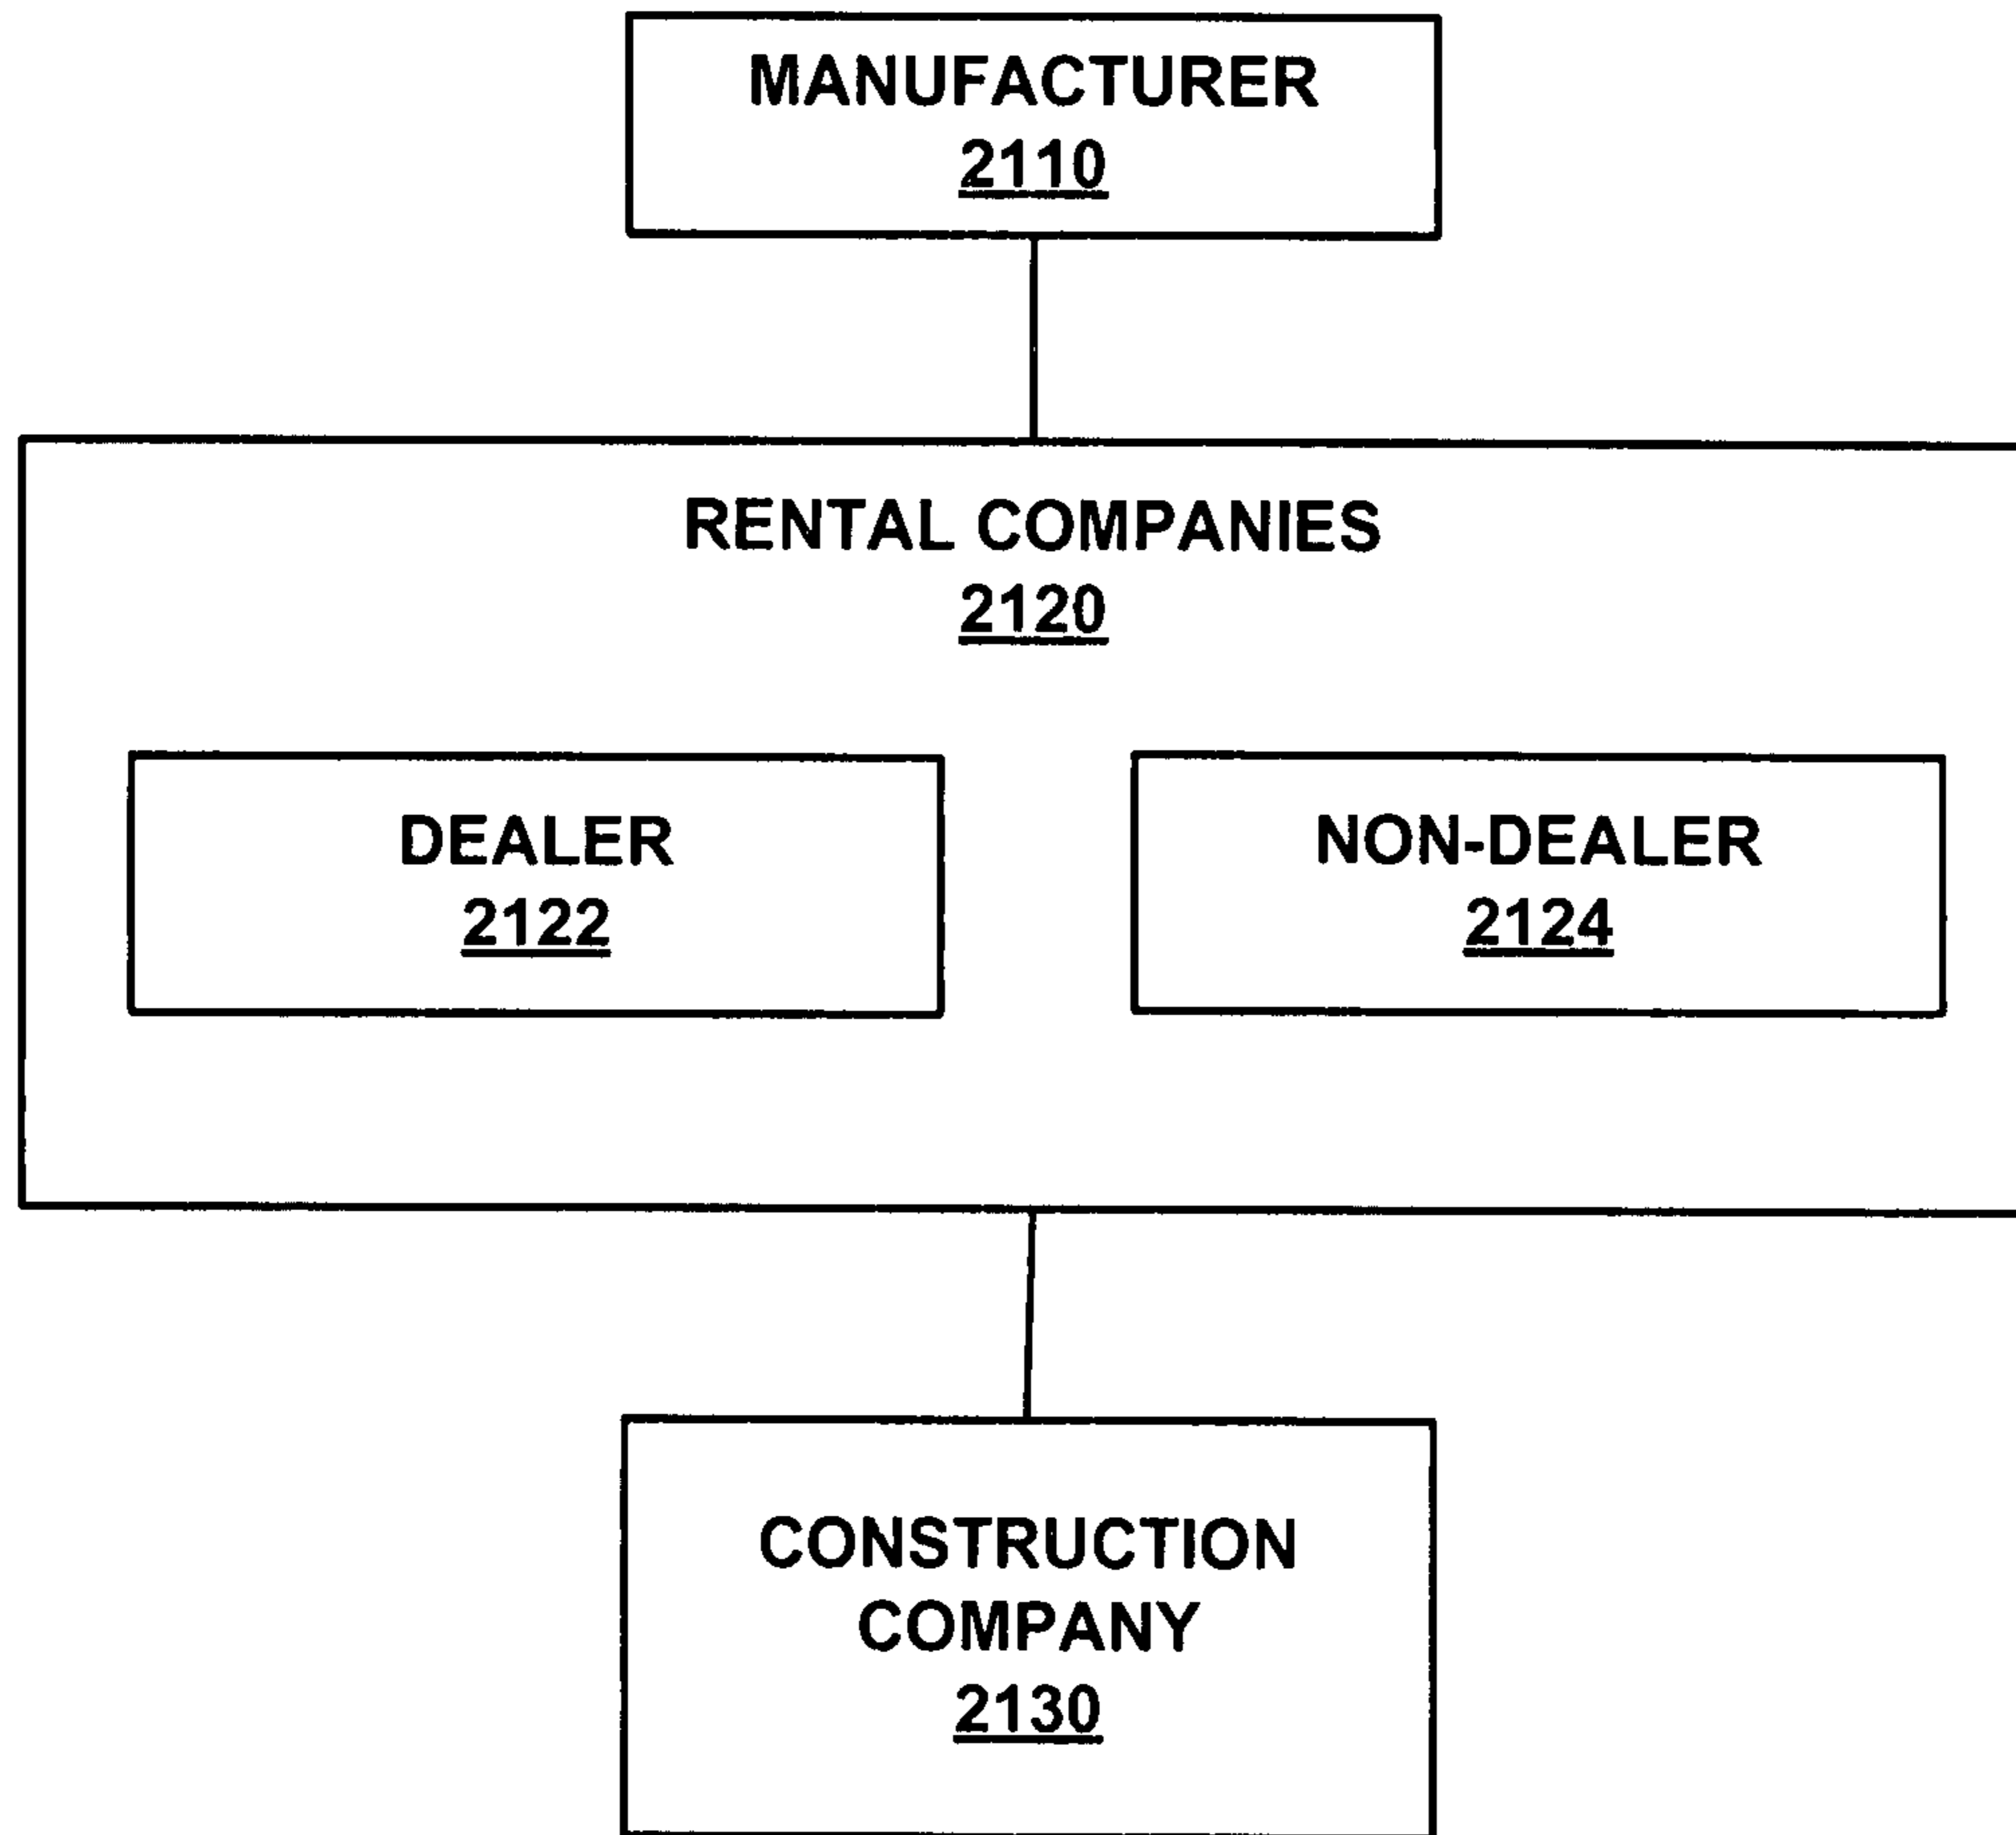 MANUFACTURER
2110
RENTAL COMPANIES
2120
DEALER
2122
NON-DEALER
2124
CONSTRUCTION
COMPANY
2130